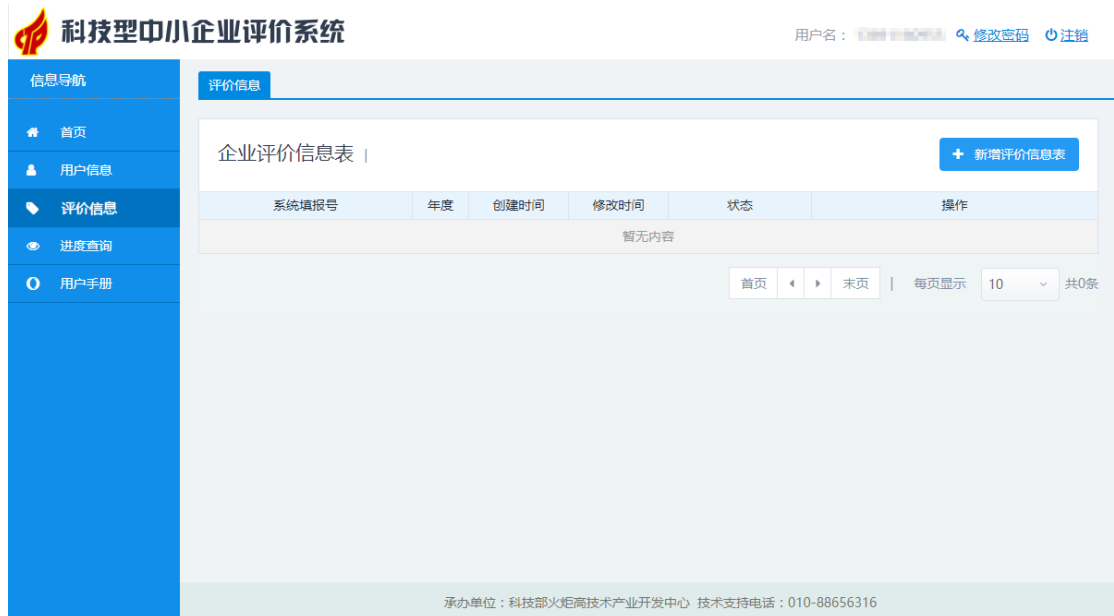 科技型中小企业评价系统
用户名： 修改密码 注销
信息导航
首页
用户信息
评价信息
进度查询
用户手册
评价信息
企业评价信息表 |
+ 新增评价信息表
系统填报号 年度 创建时间 修改时间 状态 操作
暂无内容
首页 末页 | 每页显示 10 共0条
承办单位：科技部火炬高技术产业开发中心 技术支持电话：010-88656316